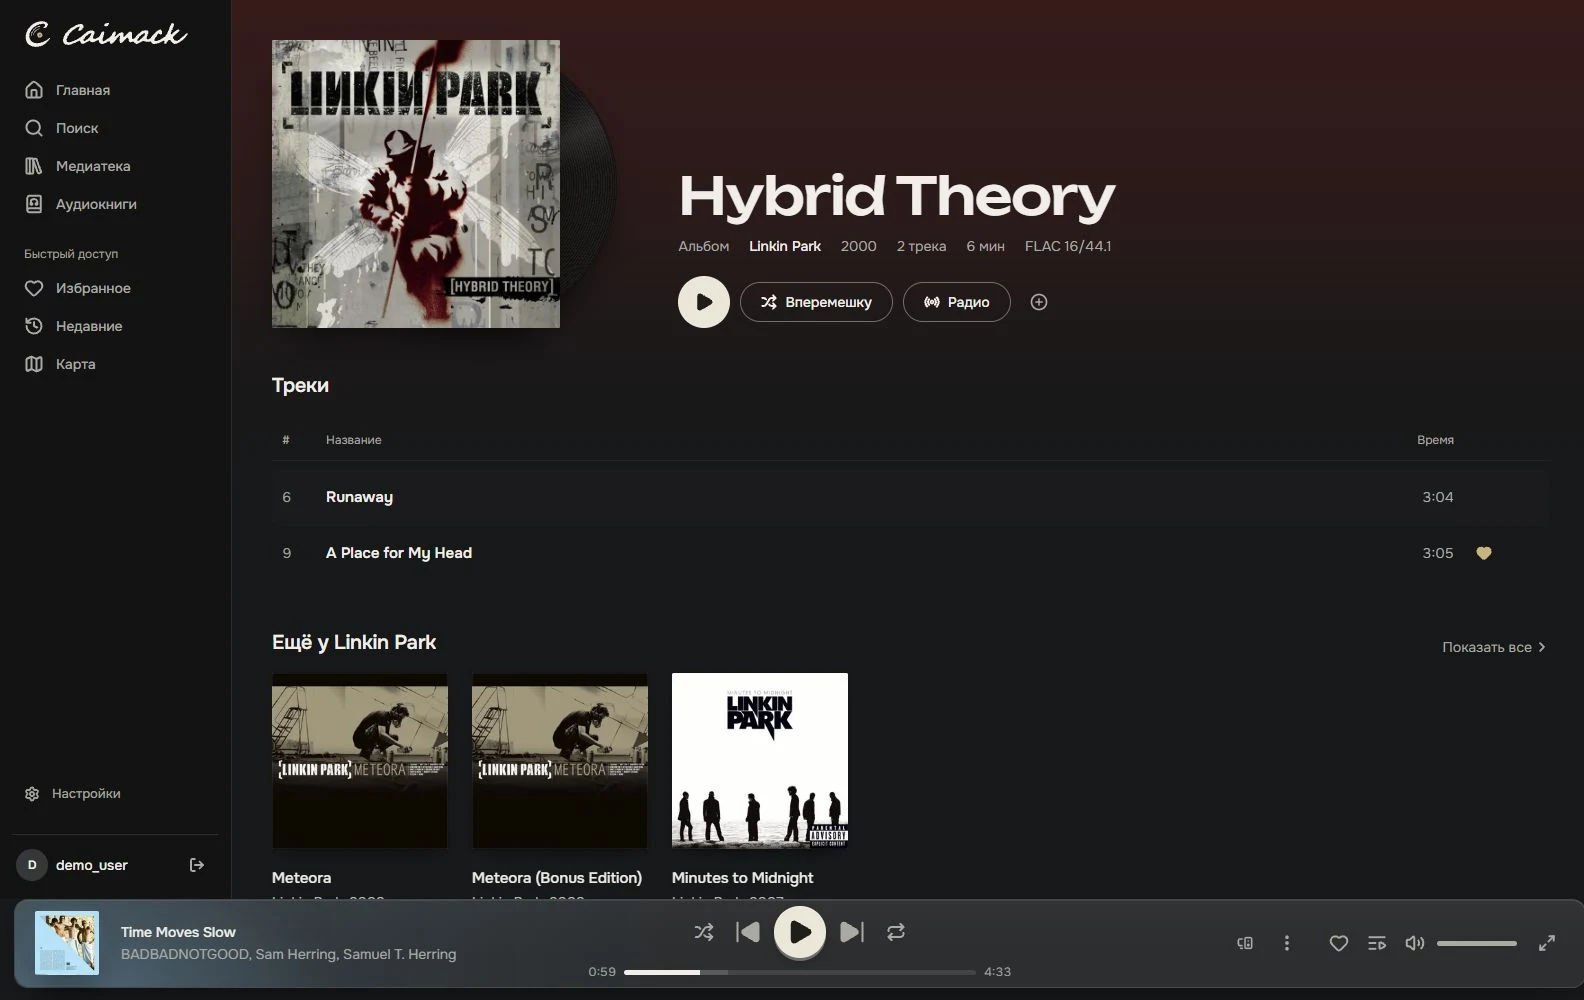 Caimack
Главная
Поиск
Медиатека
Аудиокниги
Быстрый доступ
Избранное
Недавние
Карта
Настройки
D demo_user
LINKIN PARK
[HYBRID THEORY]
Hybrid Theory
Альбом Linkin Park 2000 2 трека 6 мин FLAC 16/44.1
Вперемешку Радио
Треки
# Название Время
6 Runaway 3:04
9 A Place for My Head 3:05
Ещё у Linkin Park Показать все
[LINKIN PARK] METEORA
[LINKIN PARK] METEORA
MINUTES TO MIDNIGHT
LINKIN
PARK
PARENTAL
ADVISORY
EXPLICIT CONTENT
Meteora Meteora (Bonus Edition) Minutes to Midnight
Time Moves Slow
BADBADNOTGOOD, Sam Herring, Samuel T. Herring
0:59 4:33